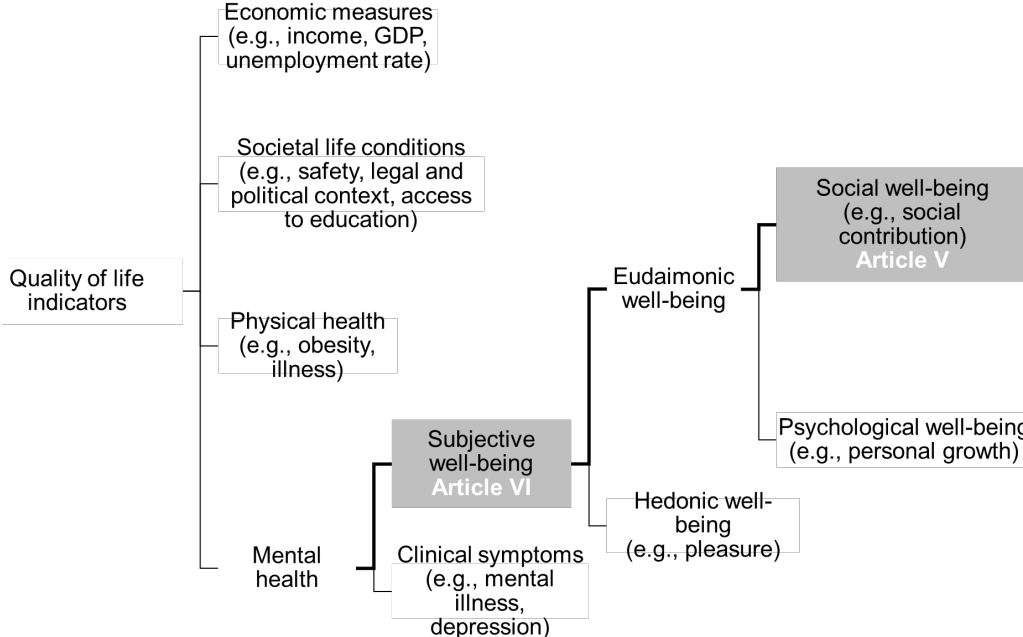 Economic measures
(e.g., income, GDP,
unemployment rate)
Societal life conditions
(e.g., safety, legal and
political context, access
to education)
Quality of life
indicators
Physical health
(e.g., obesity,
illness)
Mental
health
Subjective
well-being
Article VI
Clinical symptoms
(e.g., mental
illness,
depression)
Eudaimonic
well-being
Hedonic well-
being
(e.g., pleasure)
Social well-being
(e.g., social
contribution)
Article V
Psychological well-being
(e.g., personal growth)